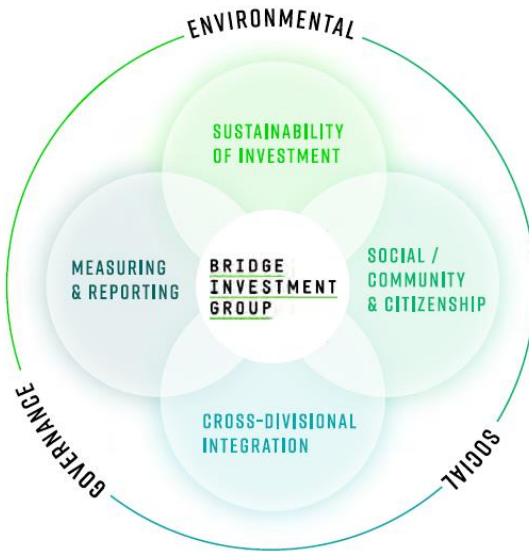 ENVIRONMENTAL
SUSTAINABILITY
OF INVESTMENT
MEASURING
& REPORTING
BRIDGE
INVESTMENT
GROUP
SOCIAL /
COMMUNITY
& CITIZENSHIP
CROSS-DIVISIONAL
INTEGRATION
GOVERNANCE
SOCIAL